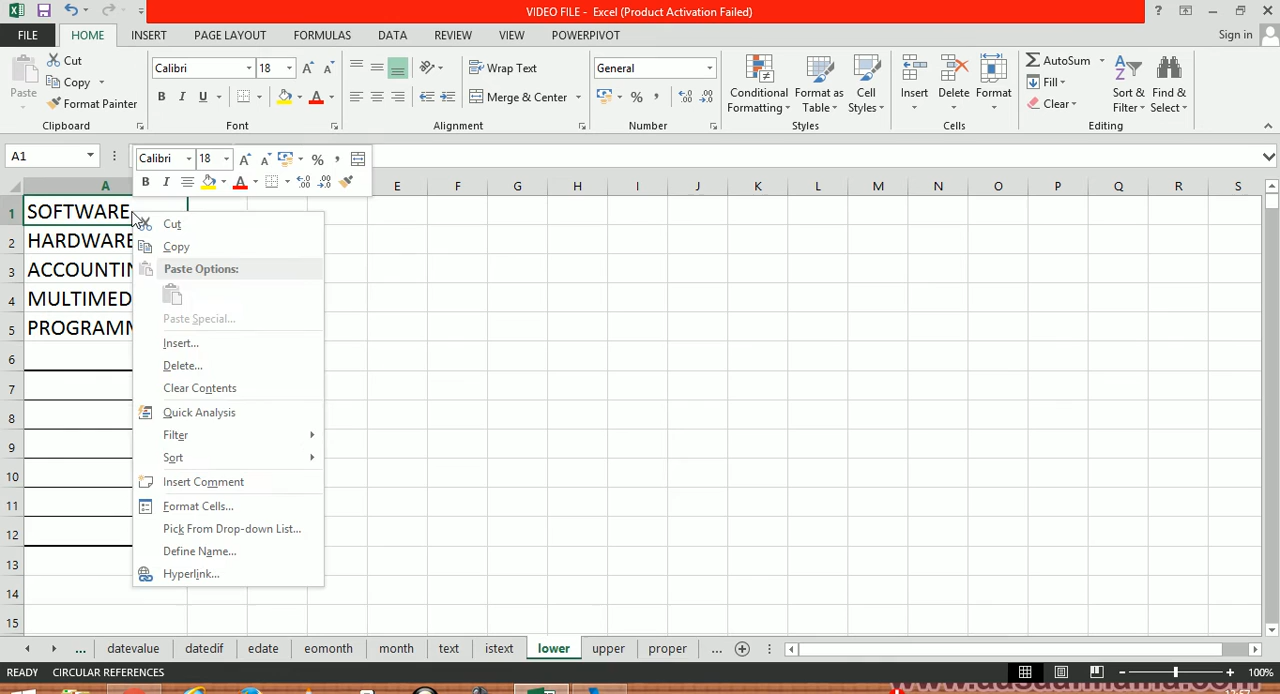 VIDEO FILE - Excel (Product Activation Failed)
?
FILE HOME INSERT PAGE LAYOUT FORMULAS DATA REVIEW VIEW POWERPIVOT Sign in
Paste
Cut
Copy
Format Painter
Clipboard
Calibri 18
B I U
Font
Wrap Text
Merge & Center
Alignment
General
%
Number
Conditional Formatting
Format as Table
Cell Styles
Styles
Insert
Delete
Format
Cells
AutoSum
Fill
Clear
Sort & Filter
Find & Select
Editing
A1
Calibri 18 %
B I
A E F G H I J K L M N O P Q R S
1 SOFTWARE
2 HARDWARE
3 ACCOUNTIN
4 MULTIMED
5 PROGRAMM
6
7
8
9
10
11
12
13
14
15
Cut
Copy
Paste Options:
Paste Special...
Insert...
Delete...
Clear Contents
Quick Analysis
Filter
Sort
Insert Comment
Format Cells...
Pick From Drop-down List...
Define Name...
Hyperlink...
... datevalue datedif edate eomonth month text istext lower upper proper ...
READY CIRCULAR REFERENCES 100%